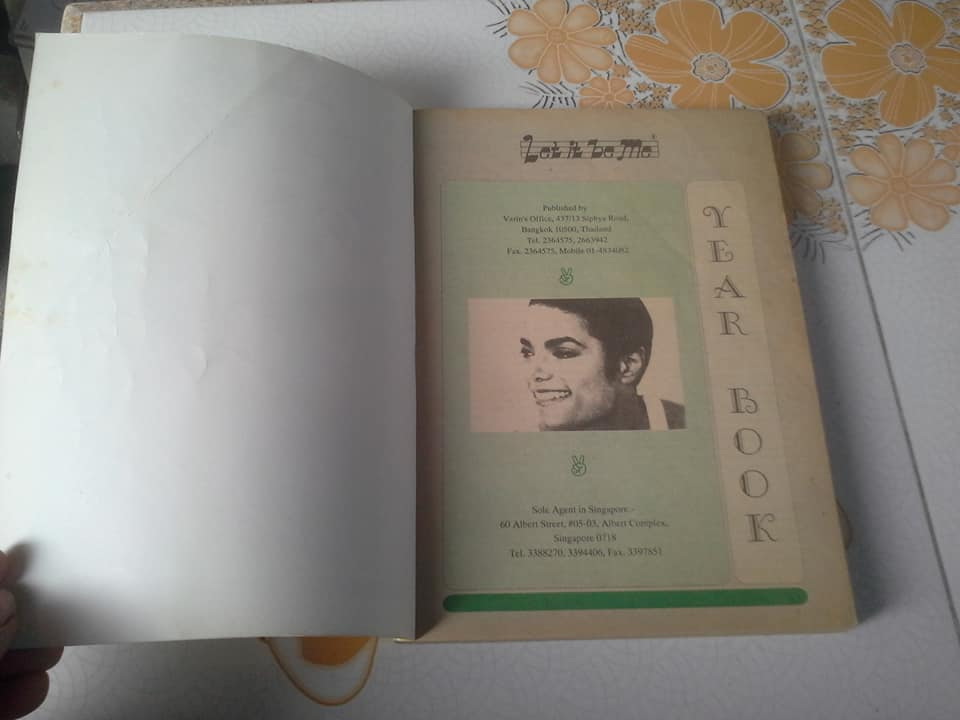 Let it be Me
Published by
Varin's Office, 437/13 Siphya Road,
Bangkok 10500, Thailand
Tel. 2364575, 2663942
Fax. 2364575, Mobile 01-4834082
YEAR BOOK
Sole Agent in Singapore:-
60 Albert Street, #05-03, Albert Complex,
Singapore 0718
Tel. 3388270, 3394406, Fax. 3397851